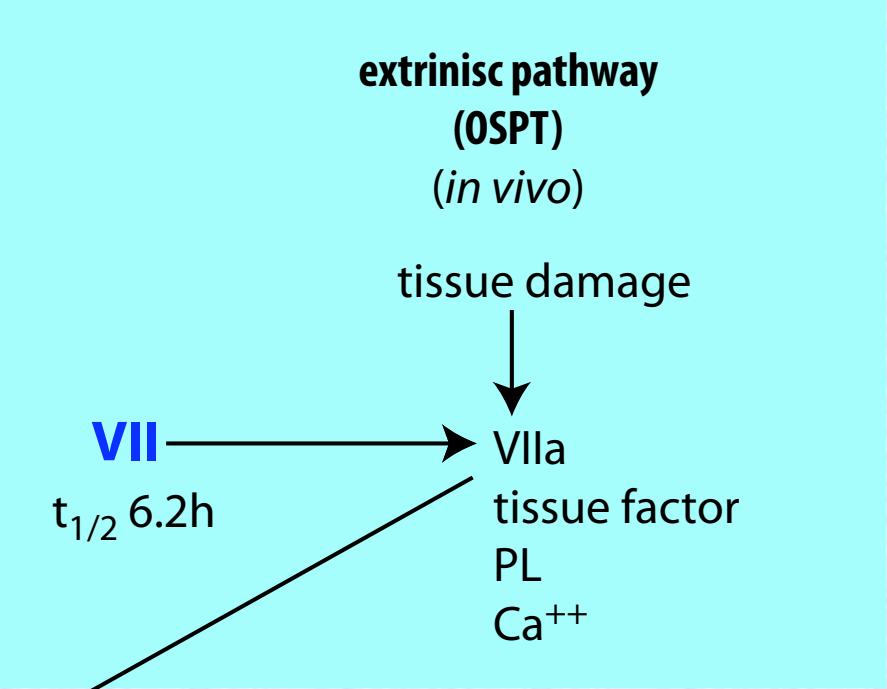 extrinisc pathway
(OSPT)
(in vivo)
tissue damage
VII
VIIa
t1/2 6.2h
tissue factor
PL
Ca++